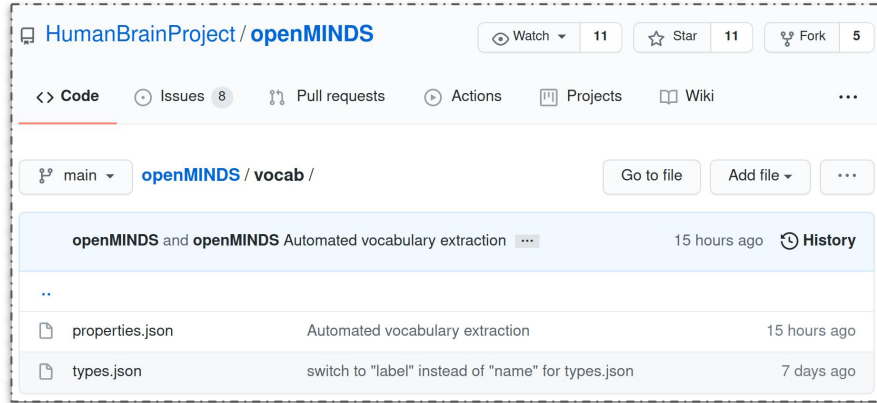 HumanBrainProject / openMINDS Watch 11 Star 11 Fork 5
<> Code Issues 8 Pull requests Actions Projects Wiki ...
main openMINDS / vocab / Go to file Add file ...
openMINDS and openMINDS Automated vocabulary extraction ... 15 hours ago History
..
properties.json Automated vocabulary extraction 15 hours ago
types.json switch to "label" instead of "name" for types.json 7 days ago